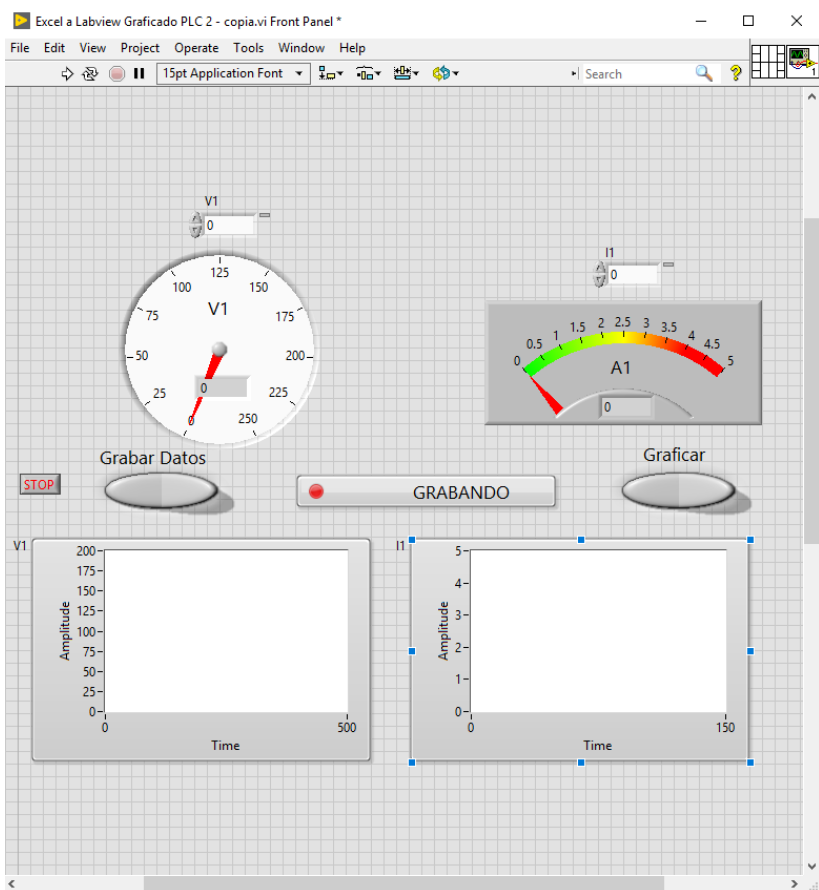 Excel a Labview Graficado PLC 2 - copia.vi Front Panel *
File Edit View Project Operate Tools Window Help
15pt Application Font
Search
1
V1
0
I1
0
V1
0
25
50
75
100
125
150
175
200
225
250
0
A1
0
0.5
1
1.5
2
2.5
3
3.5
4
4.5
5
0
Grabar Datos
Graficar
STOP
GRABANDO
V1
Amplitude
200
175
150
125
100
75
50
25
0
0
500
Time
I1
Amplitude
5
4
3
2
1
0
0
150
Time